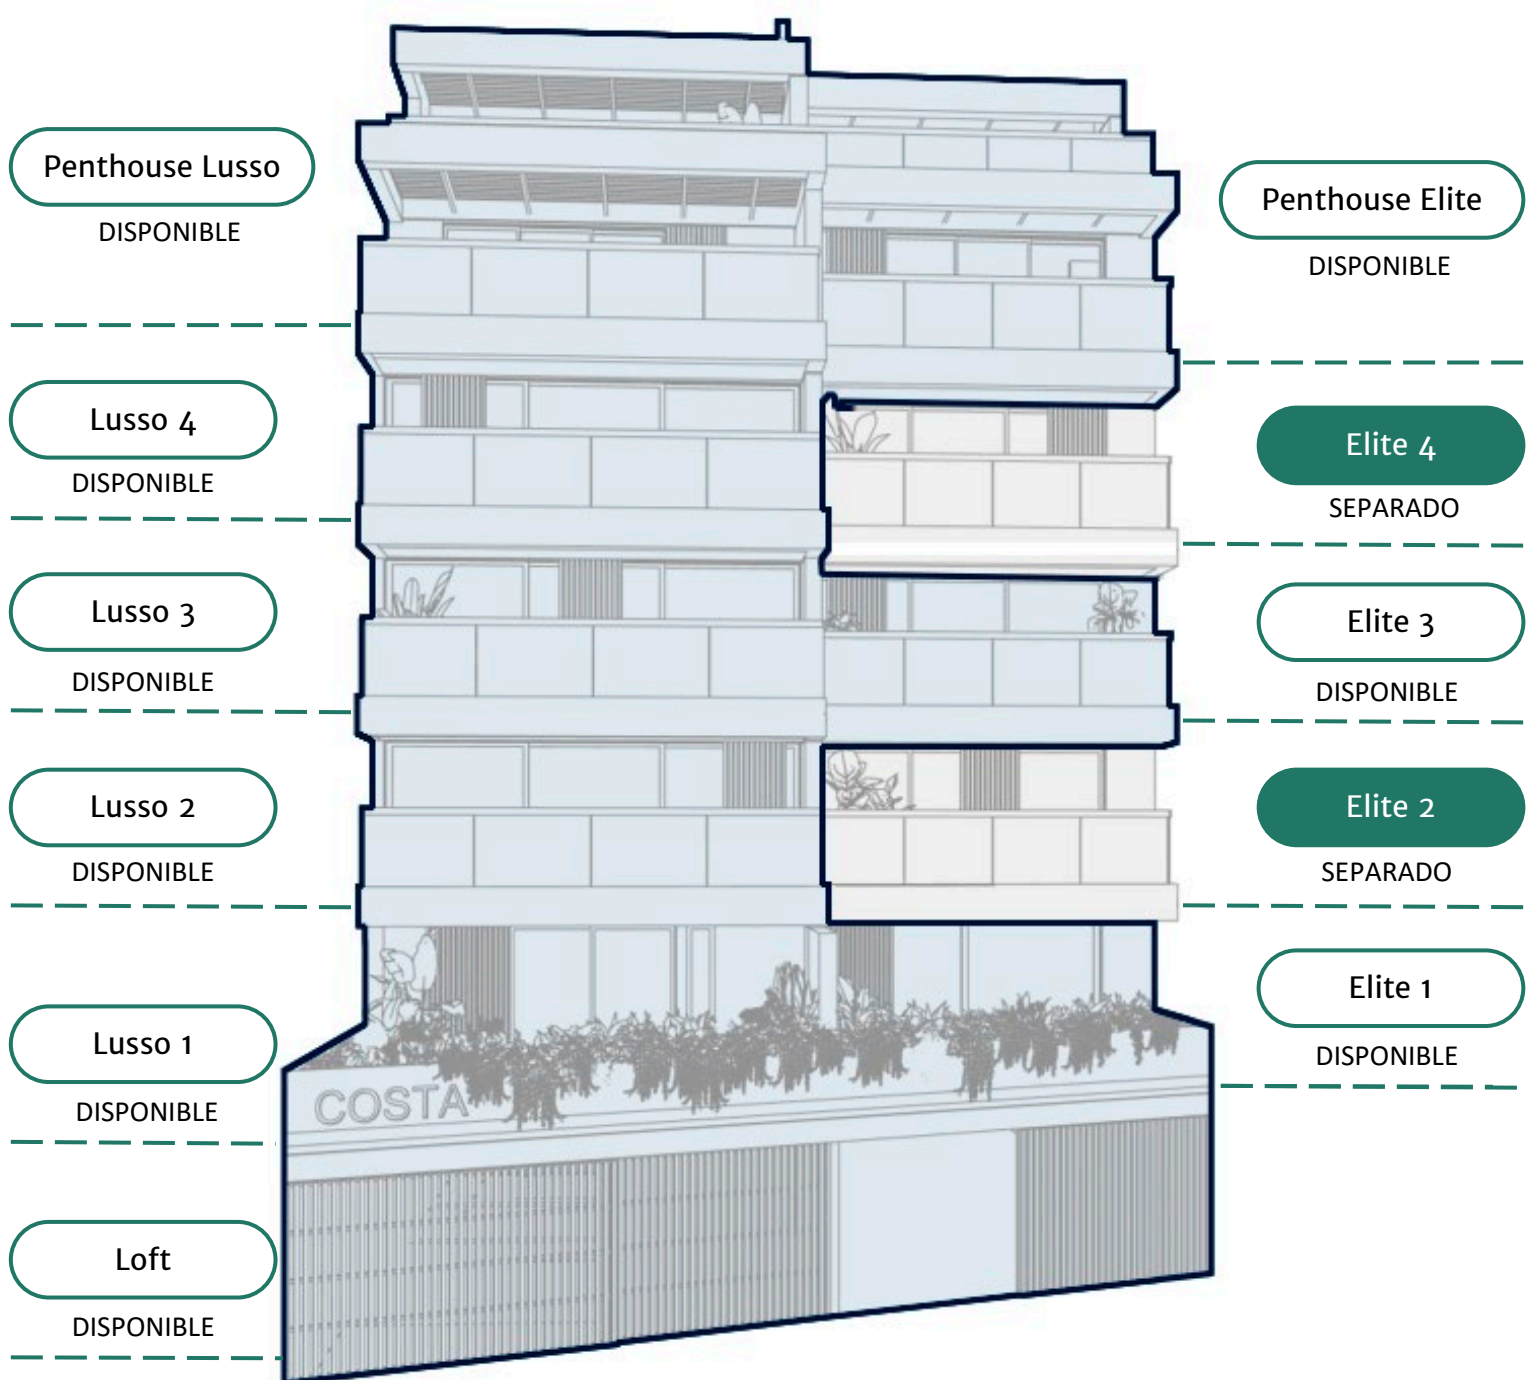 Penthouse Lusso
DISPONIBLE
Lusso 4
DISPONIBLE
Lusso 3
DISPONIBLE
Lusso 2
DISPONIBLE
Lusso 1
DISPONIBLE
Loft
DISPONIBLE
COSTA
Penthouse Elite
DISPONIBLE
Elite 4
SEPARADO
Elite 3
DISPONIBLE
Elite 2
SEPARADO
Elite 1
DISPONIBLE